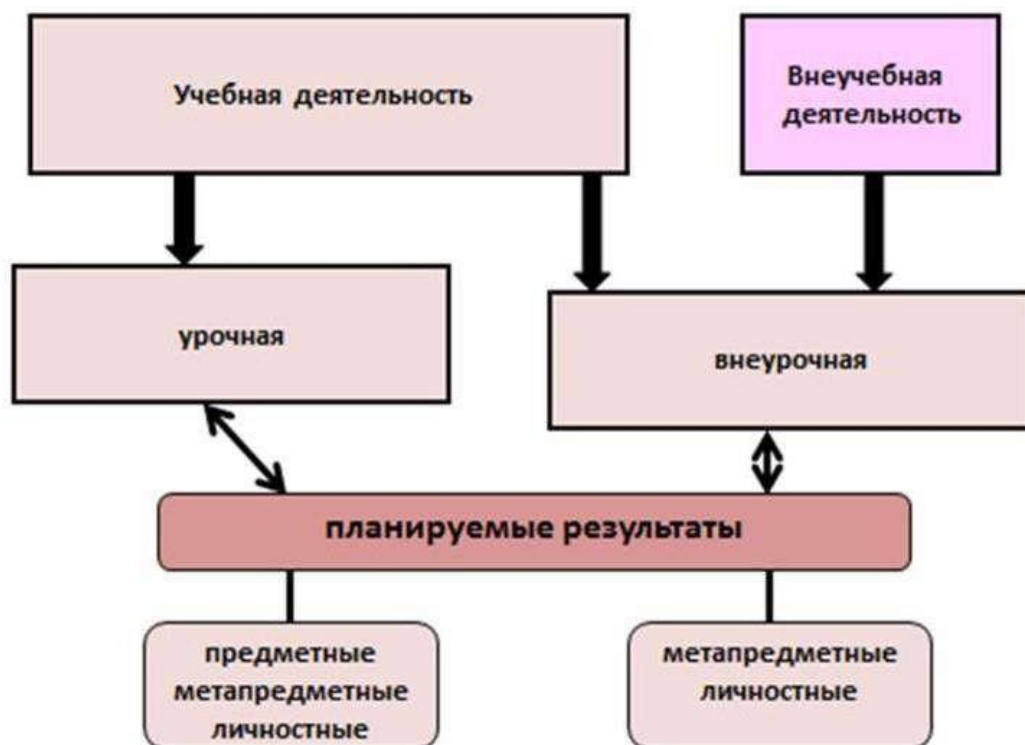 Учебная деятельность
Внеучебная
деятельность
урочная
внеурочная
планируемые результаты
предметные
метапредметные
личностные
метапредметные
личностные